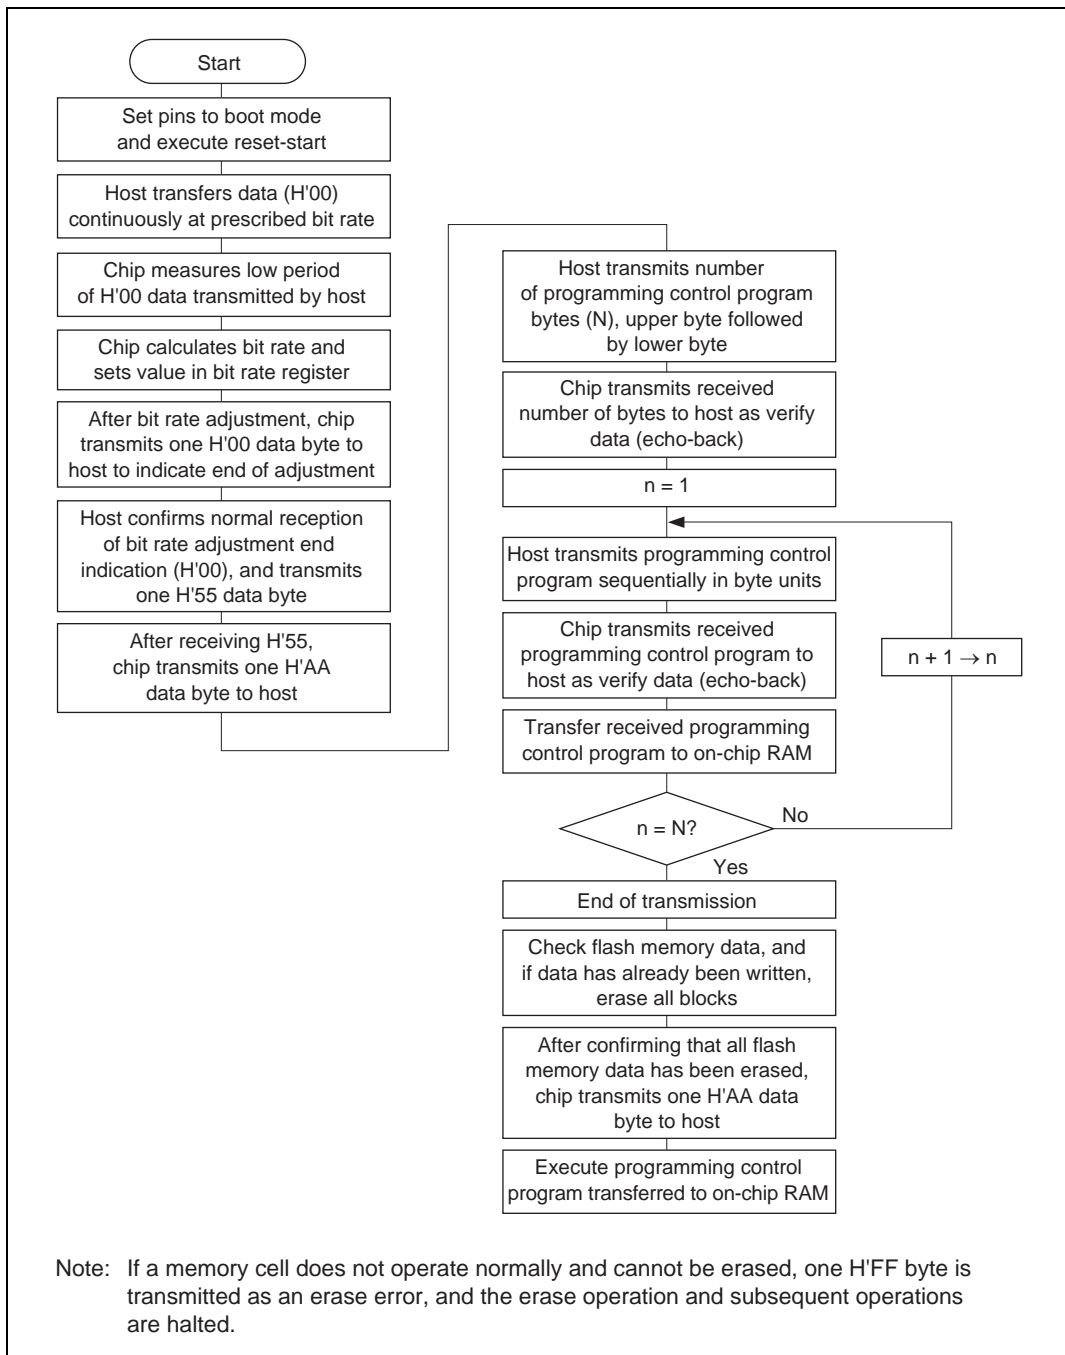 Start
Set pins to boot mode
and execute reset-start
Host transfers data (H'00)
continuously at prescribed bit rate
Chip measures low period
of H'00 data transmitted by host
Chip calculates bit rate and
sets value in bit rate register
After bit rate adjustment, chip
transmits one H'00 data byte to
host to indicate end of adjustment
Host confirms normal reception
of bit rate adjustment end
indication (H'00), and transmits
one H'55 data byte
After receiving H'55,
chip transmits one H'AA
data byte to host
Host transmits number
of programming control program
bytes (N), upper byte followed
by lower byte
Chip transmits received
number of bytes to host as verify
data (echo-back)
n = 1
Host transmits programming control
program sequentially in byte units
Chip transmits received
programming control program to
host as verify data (echo-back)
n + 1 → n
Transfer received programming
control program to on-chip RAM
n = N?
No
Yes
End of transmission
Check flash memory data, and
if data has already been written,
erase all blocks
After confirming that all flash
memory data has been erased,
chip transmits one H'AA data
byte to host
Execute programming control
program transferred to on-chip RAM
Note: If a memory cell does not operate normally and cannot be erased, one H'FF byte is
transmitted as an erase error, and the erase operation and subsequent operations
are halted.